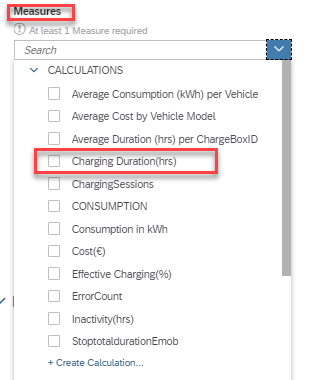 Measures
At least 1 Measure required
Search
CALCULATIONS
Average Consumption (kWh) per Vehicle
Average Cost by Vehicle Model
Average Duration (hrs) per ChargeBoxID
Charging Duration(hrs)
ChargingSessions
CONSUMPTION
Consumption in kWh
Cost(€)
Effective Charging(%)
ErrorCount
Inactivity(hrs)
StoptotaldurationEmob
+ Create Calculation...